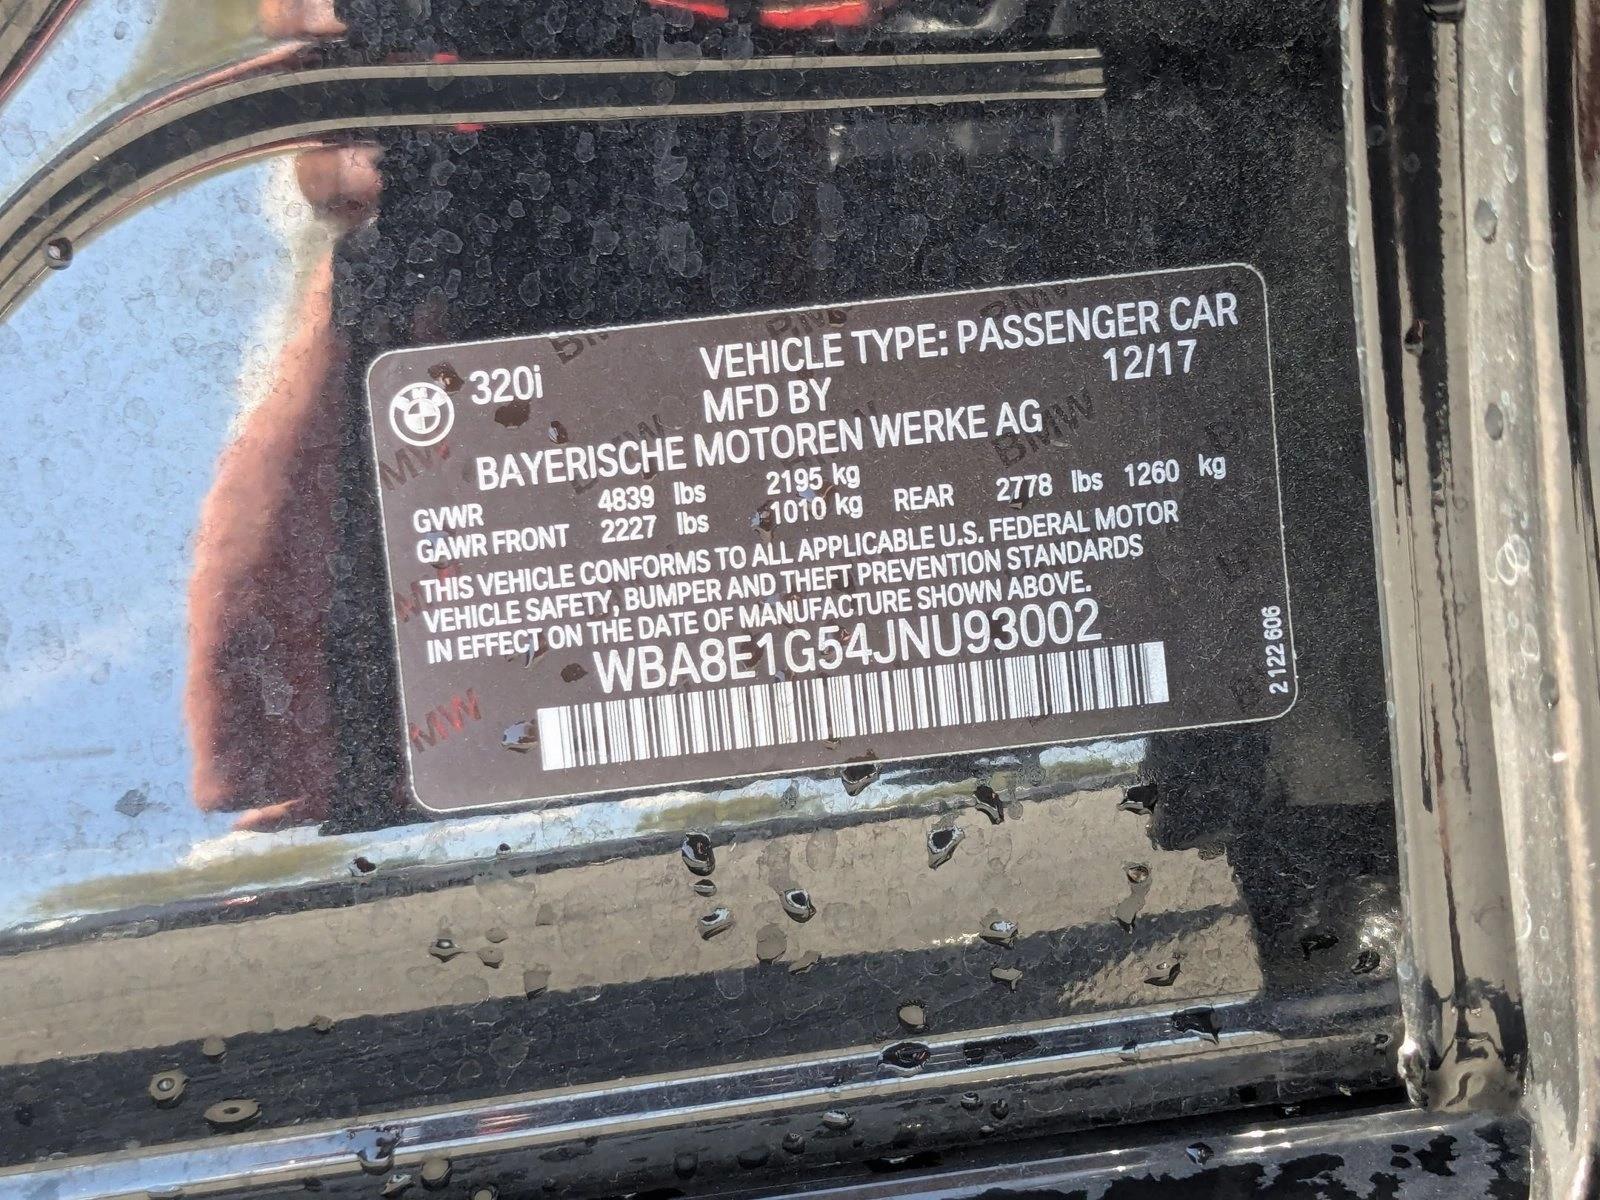 320i VEHICLE TYPE: PASSENGER CAR
MFD BY 12/17
BAYERISCHE MOTOREN WERKE AG
GVWR 4839 lbs 2195 kg
GAWR FRONT 2227 lbs 1010 kg REAR 2778 lbs 1260 kg
THIS VEHICLE CONFORMS TO ALL APPLICABLE U.S. FEDERAL MOTOR
VEHICLE SAFETY, BUMPER AND THEFT PREVENTION STANDARDS
IN EFFECT ON THE DATE OF MANUFACTURE SHOWN ABOVE.
WBA8E1G54JNU93002
2 122 606